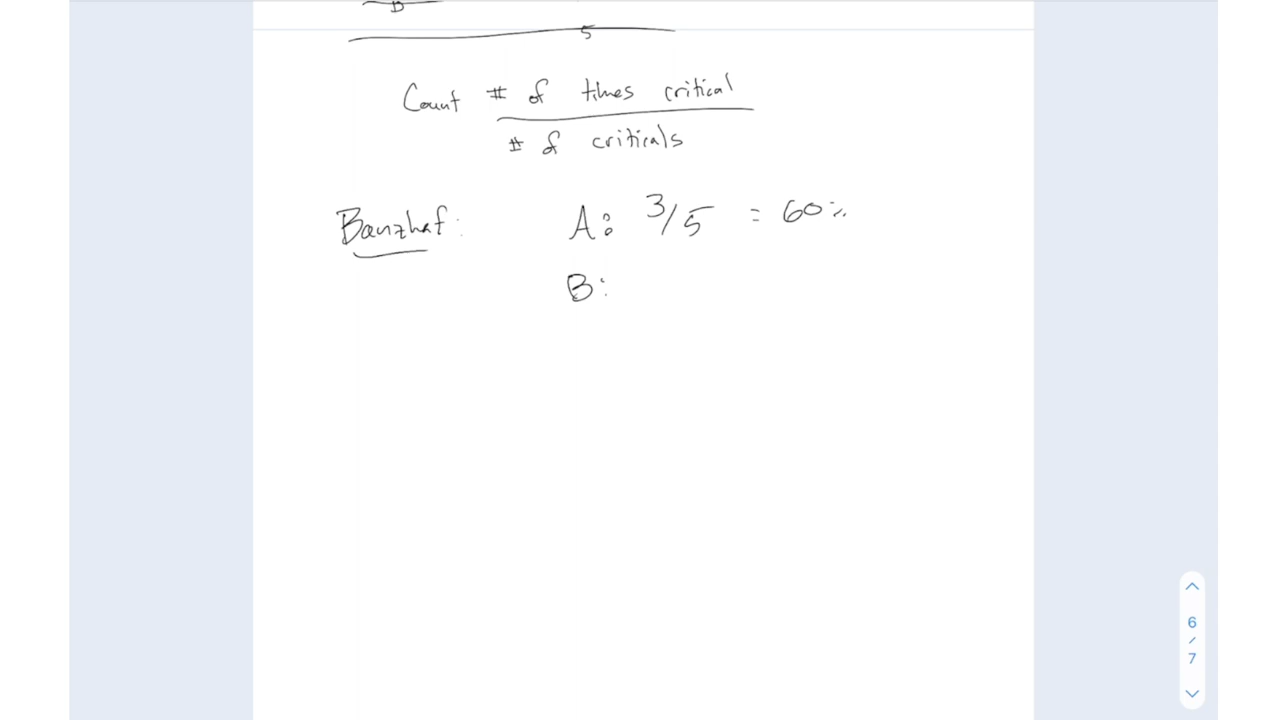 5
Count # of times critical
# of criticals
Banzhaf: A: 3/5 = 60%
B:
6
/
7